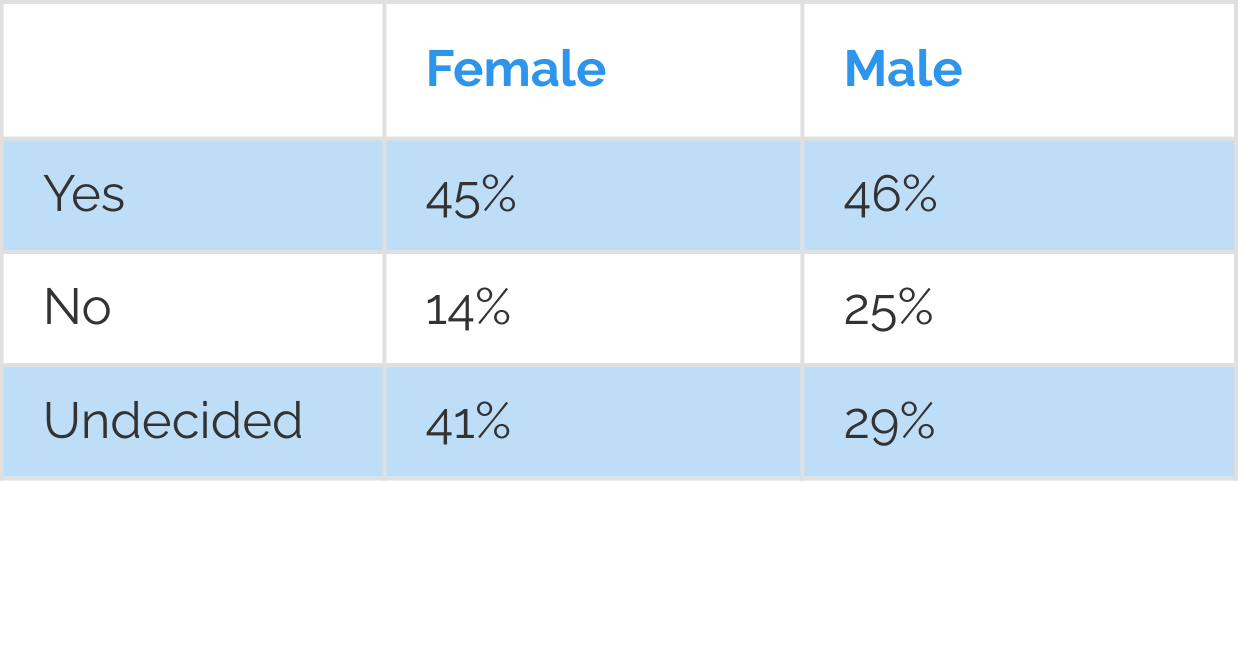 Female Male
Yes 45% 46%
No 14% 25%
Undecided 41% 29%